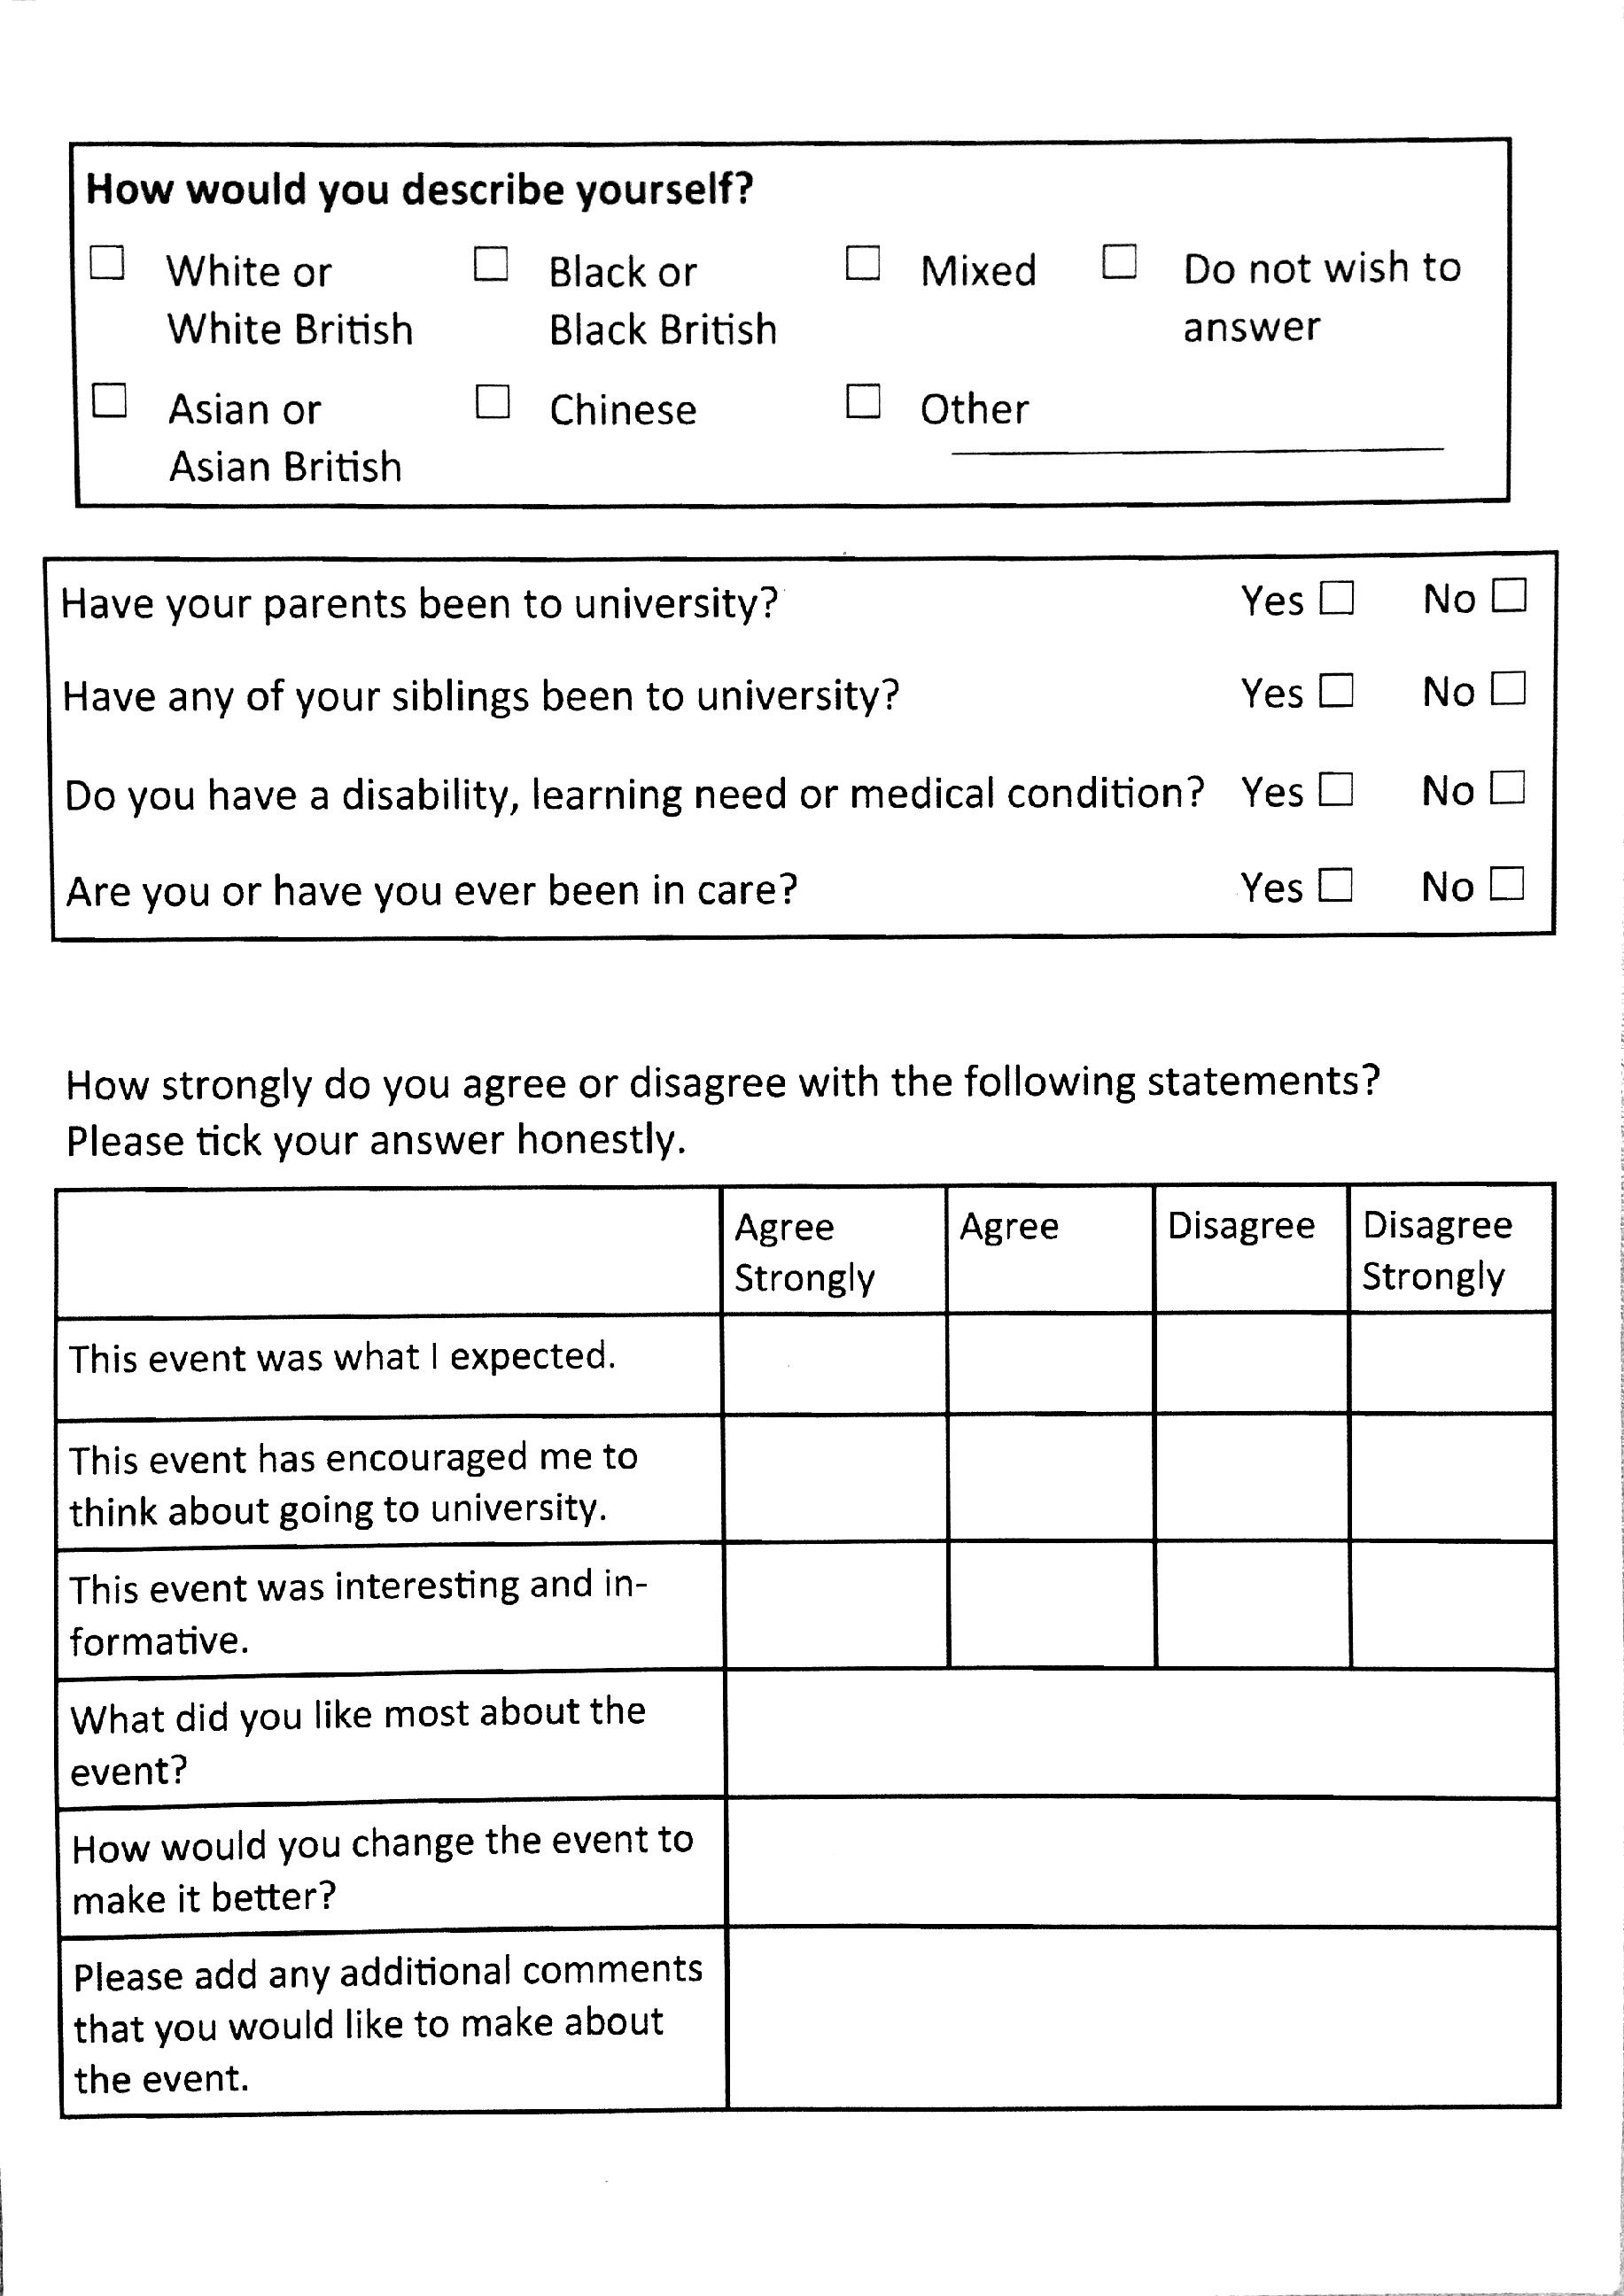 How would you describe yourself?
☐ White or ☐ Black or ☐ Mixed ☐ Do not wish to
White British Black British answer
☐ Asian or ☐ Chinese ☐ Other
Asian British
Have your parents been to university? Yes ☐ No ☐
Have any of your siblings been to university? Yes ☐ No ☐
Do you have a disability, learning need or medical condition? Yes ☐ No ☐
Are you or have you ever been in care? Yes ☐ No ☐
How strongly do you agree or disagree with the following statements?
Please tick your answer honestly.
Agree Agree Disagree Disagree
Strongly Strongly
This event was what I expected.
This event has encouraged me to
think about going to university.
This event was interesting and in-
formative.
What did you like most about the
event?
How would you change the event to
make it better?
Please add any additional comments
that you would like to make about
the event.